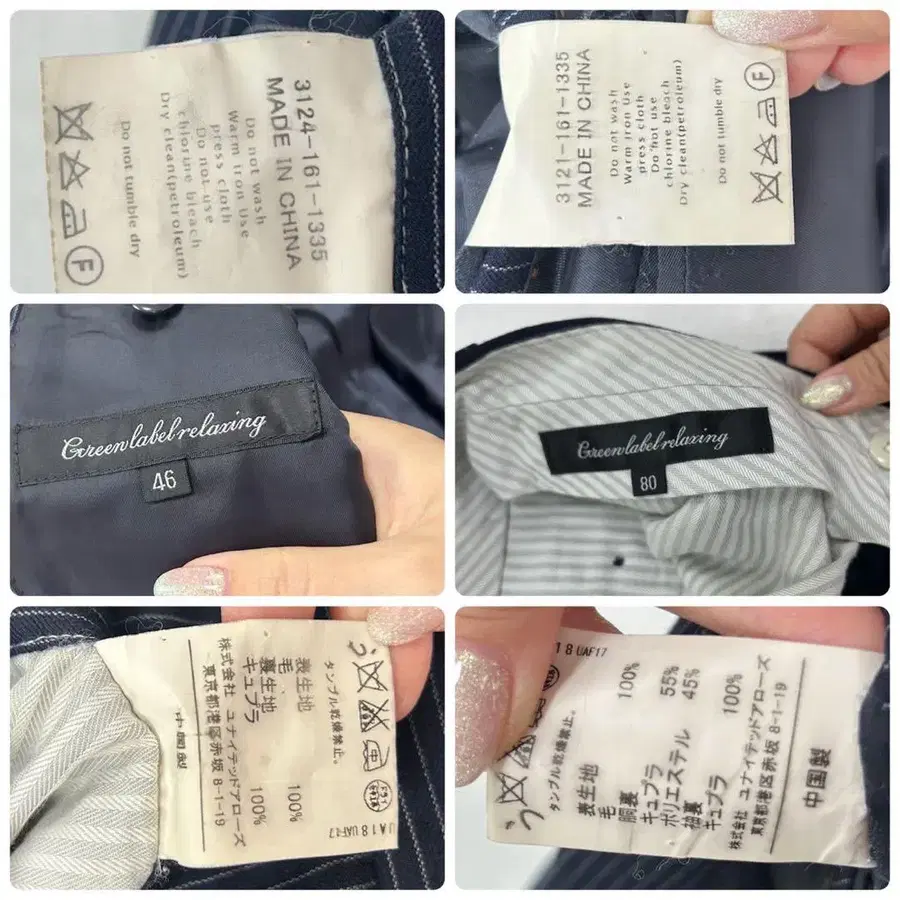 3124-161-1335
MADE IN CHINA
Do not wash
Warm iron Use
press cloth
Do not use
chlorine bleach
Dry clean(petroleum)
Do not tumble dry
F
3121-161-1335
MADE IN CHINA
Do not wash
Warm iron Use
press cloth
Do not use
chlorine bleach
Dry clean(petroleum)
Do not tumble dry
F
Greenlabelrelaxing
46
Greenlabelrelaxing
80
タンブル乾燥禁止。
表生地
毛 100%
裏生地
キュプラ 100%
株式会社 ユナイテッドアローズ
東京都港区赤坂 8-1-19
UA18 UAF17
18 UAF17
タンブル乾燥禁止。
表生地
毛 100%
胴裏
キュプラ 55%
ポリエステル 45%
袖裏
キュプラ 100%
株式会社 ユナイテッドアローズ
東京都港区赤坂 8-1-19
中国製